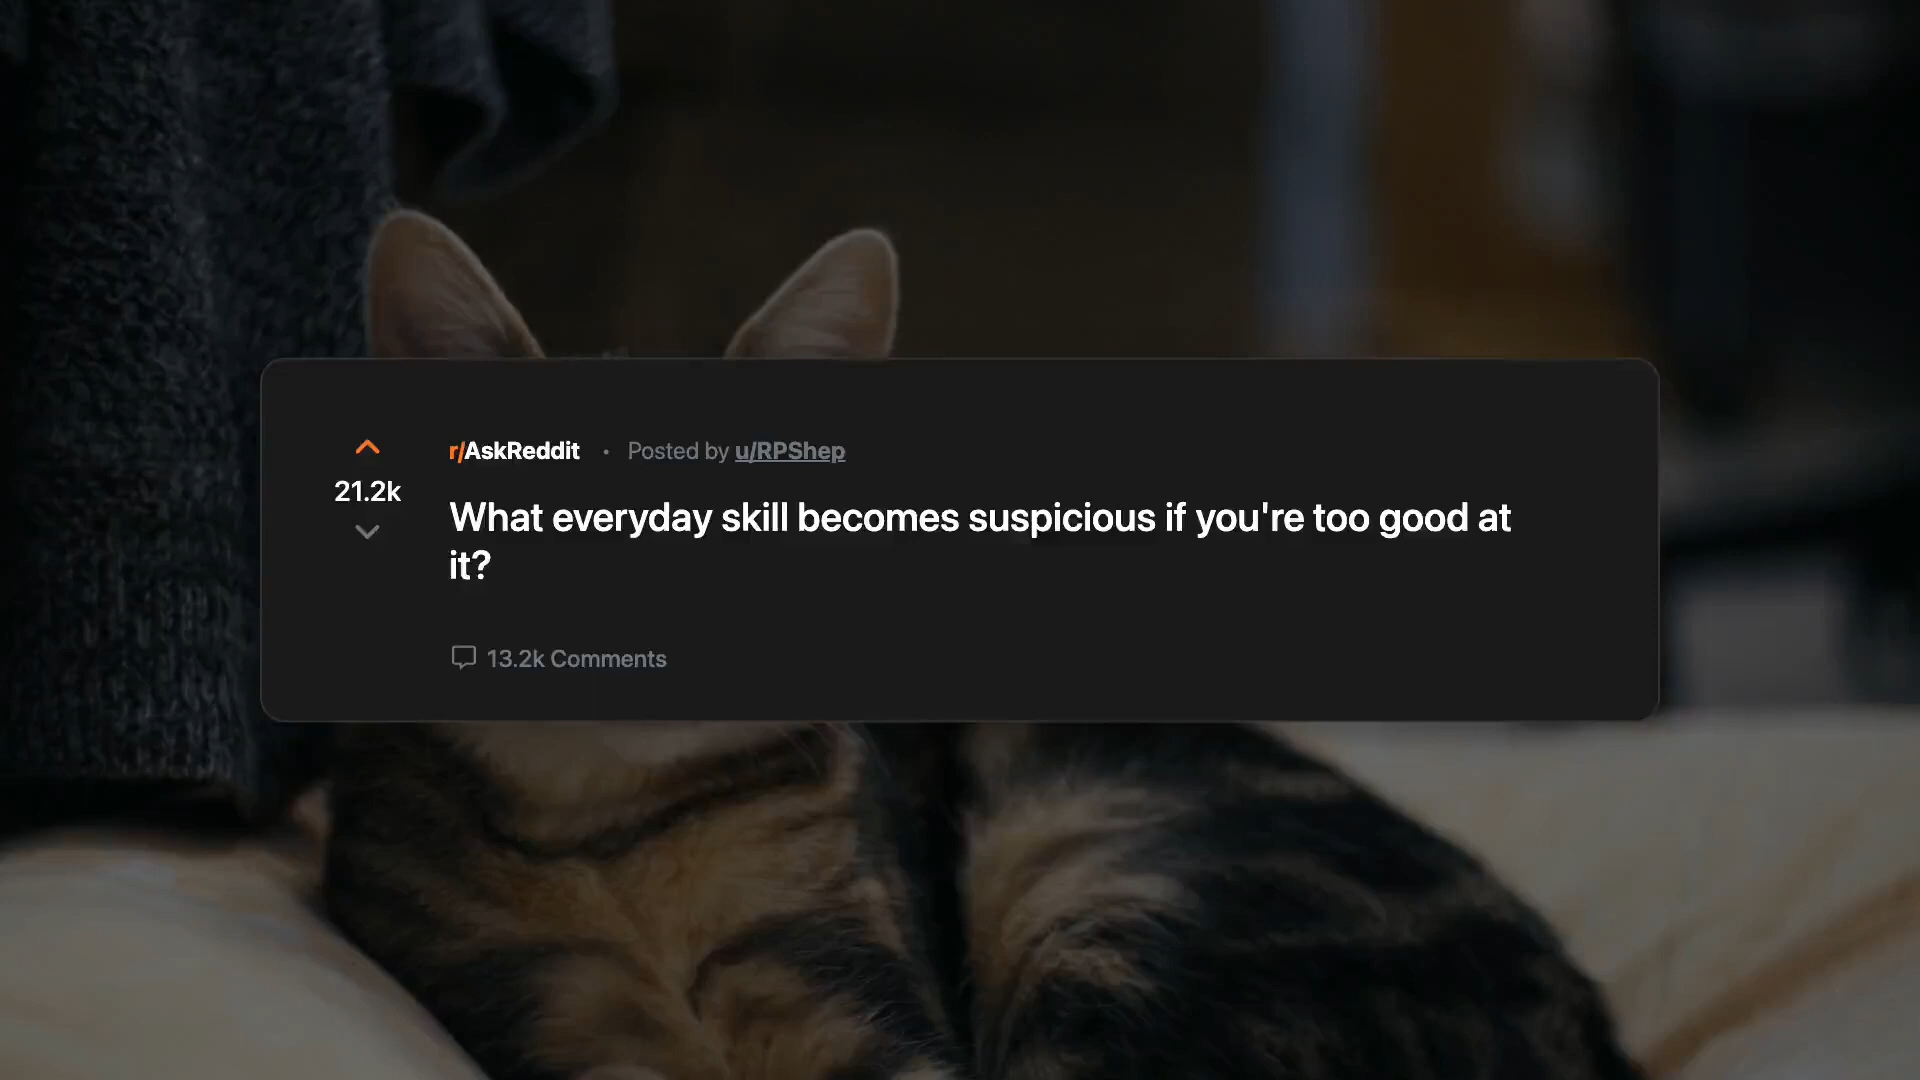 r/AskReddit • Posted by u/RPShep
21.2k
What everyday skill becomes suspicious if you're too good at
it?
13.2k Comments